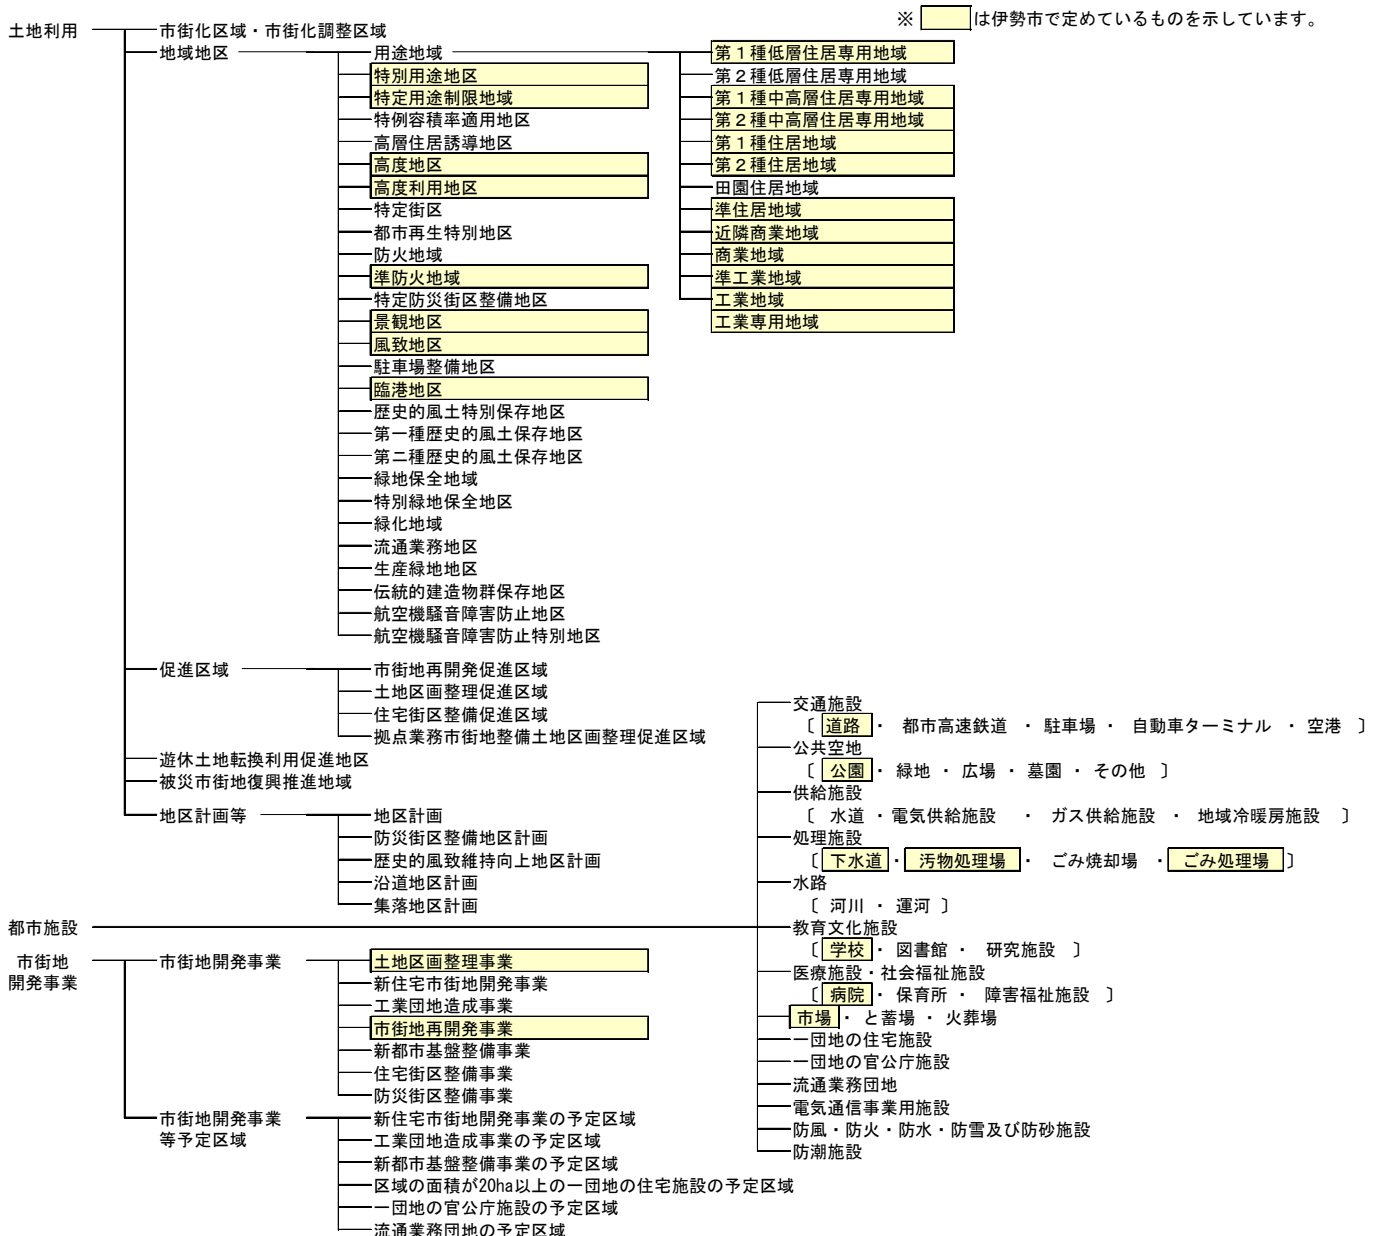 ※ は伊勢市で定めているものを示しています。
土地利用
市街化区域・市街化調整区域
地域地区
用途地域
第１種低層住居専用地域
特別用途地区
第２種低層住居専用地域
特定用途制限地域
第１種中高層住居専用地域
特例容積率適用地区
第２種中高層住居専用地域
高層住居誘導地区
第１種住居地域
高度地区
第２種住居地域
高度利用地区
田園住居地域
特定街区
準住居地域
都市再生特別地区
近隣商業地域
防火地域
商業地域
準防火地域
準工業地域
特定防災街区整備地区
工業地域
景観地区
工業専用地域
風致地区
駐車場整備地区
臨港地区
歴史的風土特別保存地区
第一種歴史的風土保存地区
第二種歴史的風土保存地区
緑地保全地域
特別緑地保全地区
緑化地域
流通業務地区
生産緑地地区
伝統的建造物群保存地区
航空機騒音障害防止地区
航空機騒音障害防止特別地区
促進区域
市街地再開発促進区域
土地区画整理促進区域
住宅街区整備促進区域
拠点業務市街地整備土地区画整理促進区域
遊休土地転換利用促進地区
被災市街地復興推進地域
地区計画等
地区計画
防災街区整備地区計画
歴史的風致維持向上地区計画
沿道地区計画
集落地区計画
都市施設
交通施設
〔 道路 ・ 都市高速鉄道 ・ 駐車場 ・ 自動車ターミナル ・ 空港 〕
公共空地
〔 公園 ・ 緑地 ・ 広場 ・ 墓園 ・ その他 〕
供給施設
〔 水道 ・ 電気供給施設 ・ ガス供給施設 ・ 地域冷暖房施設 〕
処理施設
〔 下水道 ・ 汚物処理場 ・ ごみ焼却場 ・ ごみ処理場 〕
水路
〔 河川 ・ 運河 〕
教育文化施設
〔 学校 ・ 図書館 ・ 研究施設 〕
医療施設・社会福祉施設
〔 病院 ・ 保育所 ・ 障害福祉施設 〕
市場 ・ と蓄場 ・ 火葬場
一団地の住宅施設
一団地の官公庁施設
流通業務団地
電気通信事業用施設
防風・防火・防水・防雪及び防砂施設
防潮施設
市街地
開発事業
市街地開発事業
土地区画整理事業
新住宅市街地開発事業
工業団地造成事業
市街地再開発事業
新都市基盤整備事業
住宅街区整備事業
防災街区整備事業
市街地開発事業
等予定区域
新住宅市街地開発事業の予定区域
工業団地造成事業の予定区域
新都市基盤整備事業の予定区域
区域の面積が20ha以上の一団地の住宅施設の予定区域
一団地の官公庁施設の予定区域
流通業務団地の予定区域